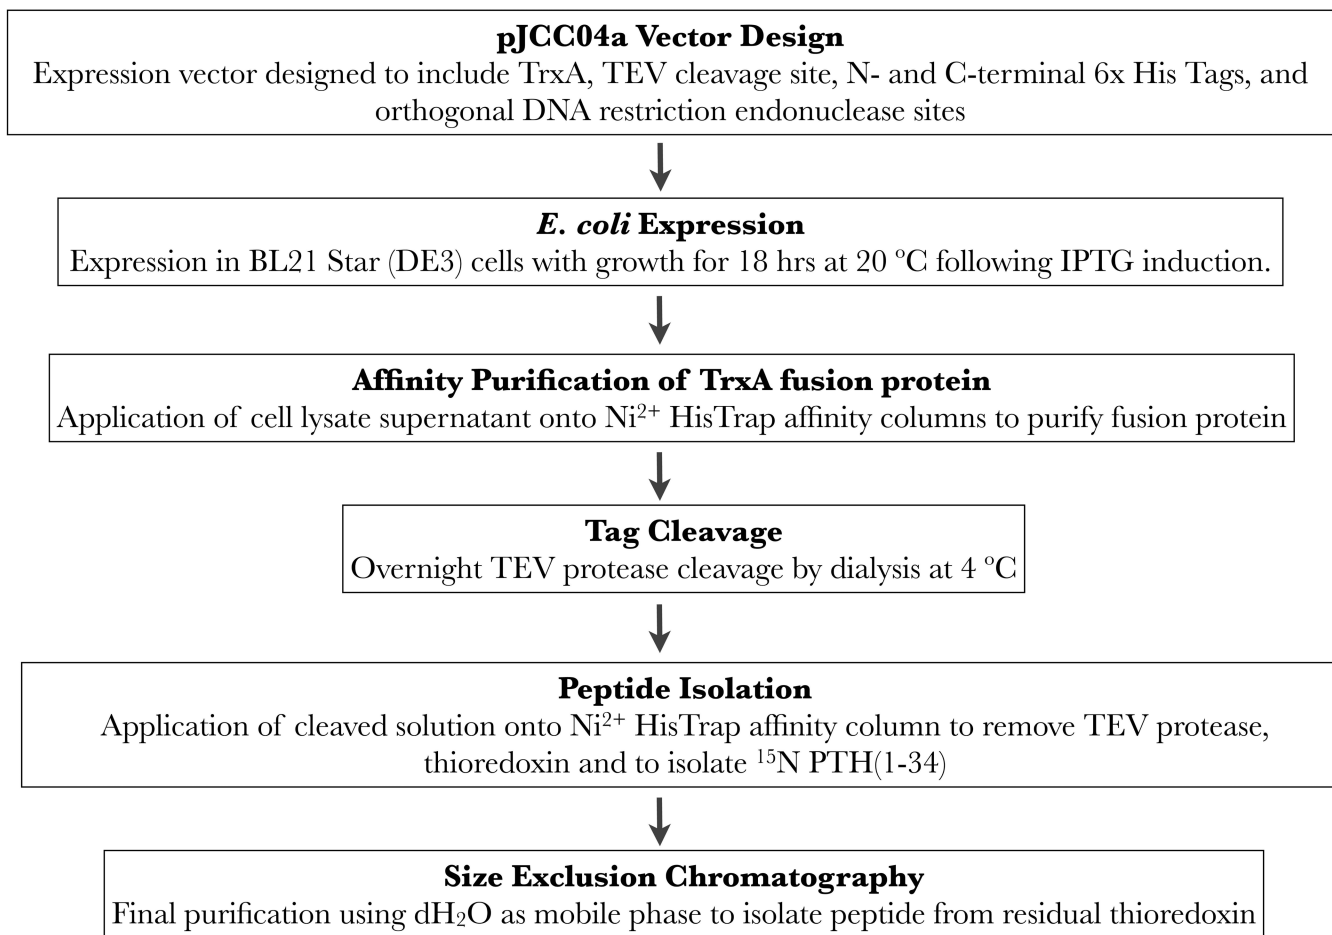 pJCC04a Vector Design
Expression vector designed to include TrxA, TEV cleavage site, N- and C-terminal 6x His Tags, and
orthogonal DNA restriction endonuclease sites
E. coli Expression
Expression in BL21 Star (DE3) cells with growth for 18 hrs at 20 ºC following IPTG induction.
Affinity Purification of TrxA fusion protein
Application of cell lysate supernatant onto Ni²⁺ HisTrap affinity columns to purify fusion protein
Tag Cleavage
Overnight TEV protease cleavage by dialysis at 4 ºC
Peptide Isolation
Application of cleaved solution onto Ni²⁺ HisTrap affinity column to remove TEV protease,
thioredoxin and to isolate ¹⁵N PTH(1-34)
Size Exclusion Chromatography
Final purification using dH₂O as mobile phase to isolate peptide from residual thioredoxin